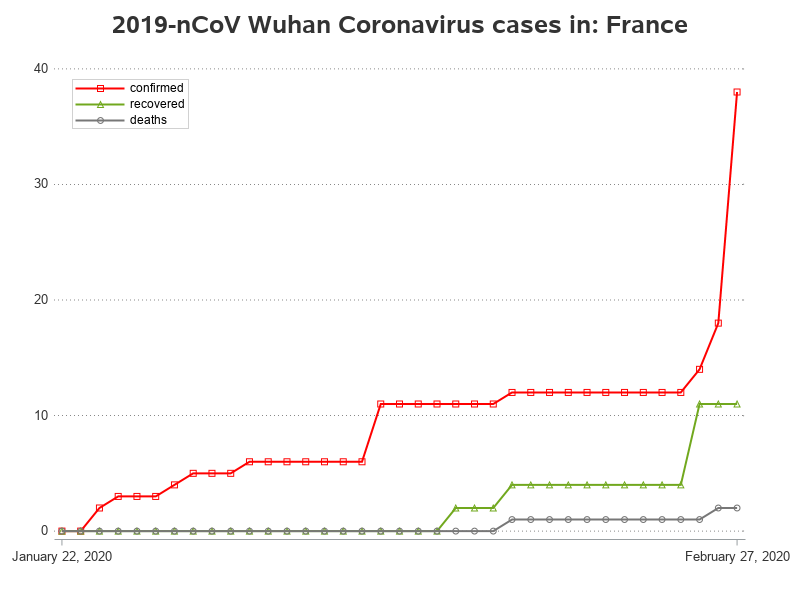 2019-nCoV Wuhan Coronavirus cases in: France
40
confirmed
recovered
deaths
30
20
10
0
January 22, 2020
February 27, 2020